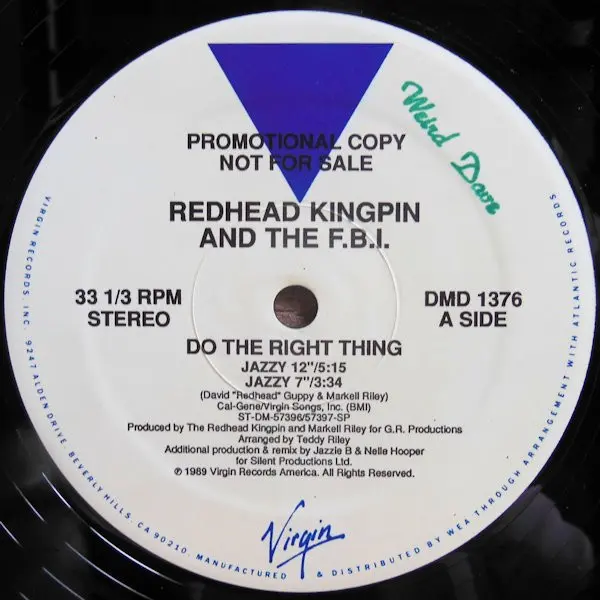 PROMOTIONAL COPY
NOT FOR SALE
Weird Dave
REDHEAD KINGPIN
AND THE F.B.I.
33 1/3 RPM
STEREO
DMD 1376
A SIDE
DO THE RIGHT THING
JAZZY 12"/5:15
JAZZY 7"/3:34
(David "Redhead" Guppy & Markell Riley)
Cal-Gene/Virgin Songs, Inc. (BMI)
ST-DM-57396/57397-SP
Produced by The Redhead Kingpin and Markell Riley for G.R. Productions
Arranged by Teddy Riley
Additional production & remix by Jazzie B & Nelle Hooper
for Silent Productions Ltd.
℗ 1989 Virgin Records America. All Rights Reserved.
Virgin
VIRGIN RECORDS, INC. 9247 ALDEN DRIVE, BEVERLY HILLS, CA 90210. MANUFACTURED & DISTRIBUTED BY WEA THROUGH ARRANGEMENT WITH ATLANTIC RECORDS